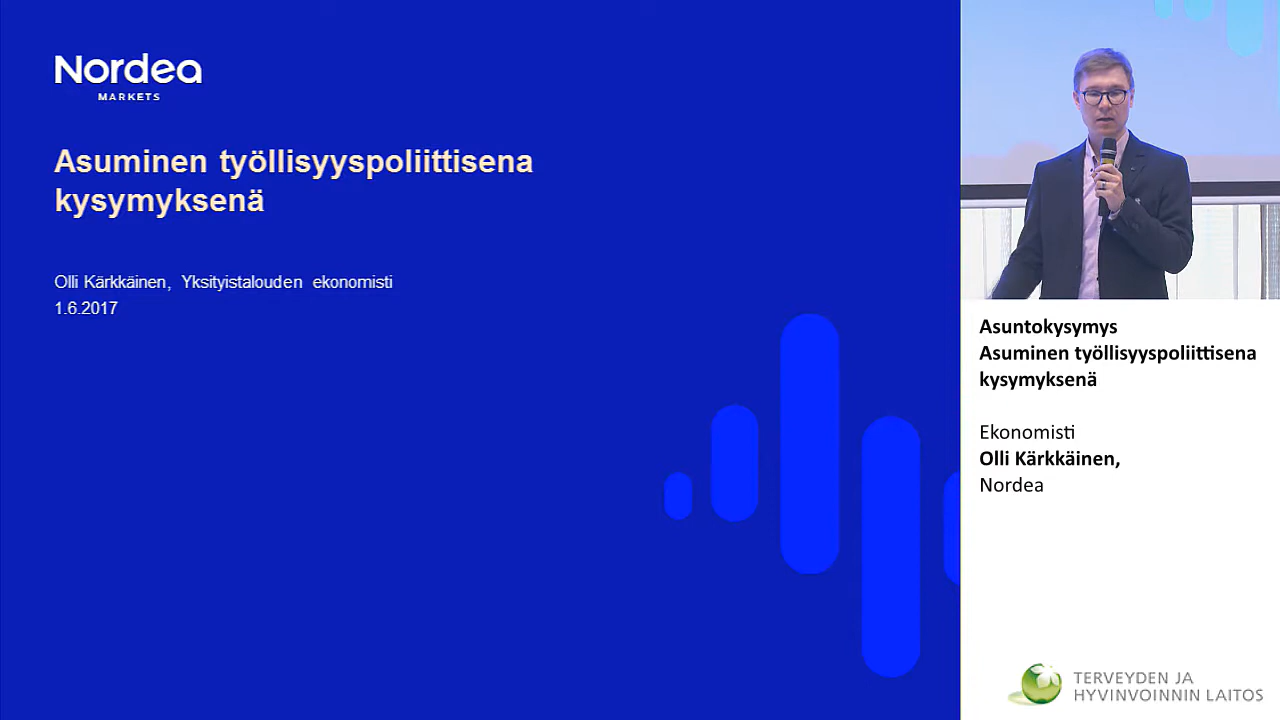 Nordea
MARKETS
Asuminen työllisyyspoliittisena
kysymyksenä
Olli Kärkkäinen, Yksityistalouden ekonomisti
1.6.2017
Asuntokysymys
Asuminen työllisyyspoliittisena
kysymyksenä
Ekonomisti
Olli Kärkkäinen,
Nordea
TERVEYDEN JA
HYVINVOINNIN LAITOS